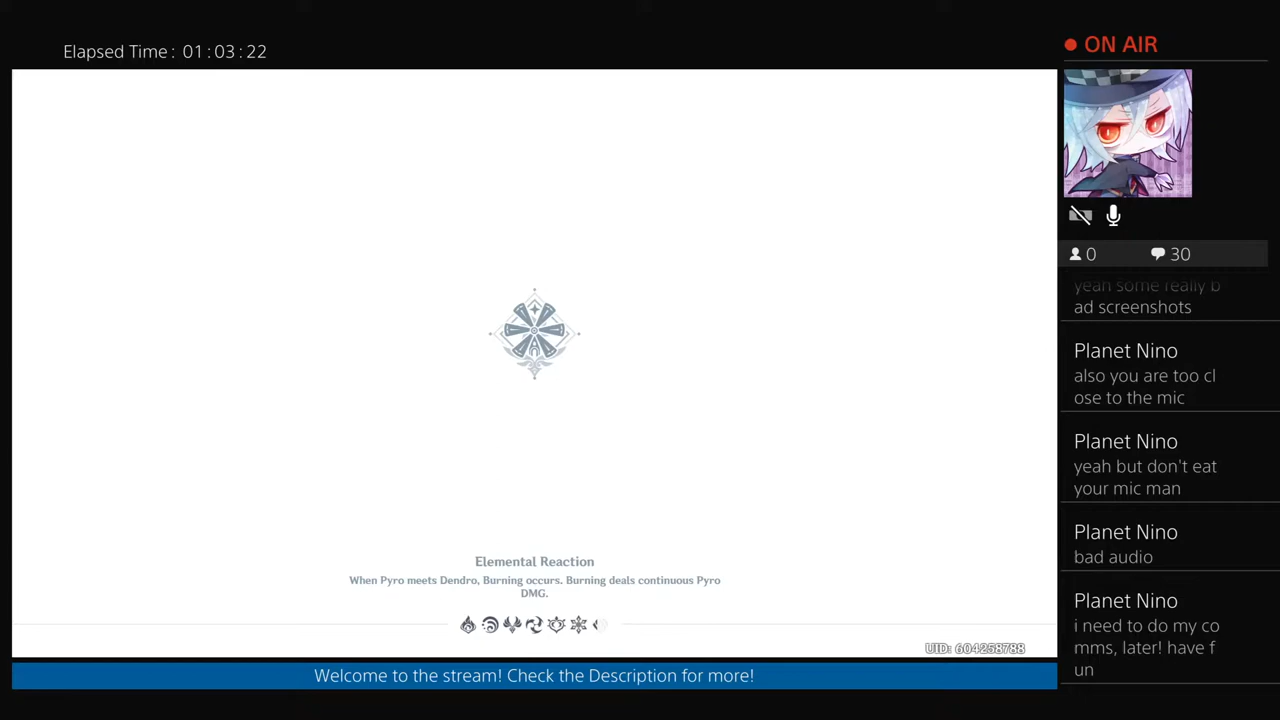 Elapsed Time: 01:03:22
ON AIR
0
30
yeah some really b
ad screenshots
Planet Nino
also you are too cl
ose to the mic
Planet Nino
yeah but don't eat
your mic man
Planet Nino
bad audio
Planet Nino
i need to do my co
mms, later! have f
un
Elemental Reaction
When Pyro meets Dendro, Burning occurs. Burning deals continuous Pyro
DMG.
UID: 604258788
Welcome to the stream! Check the Description for more!